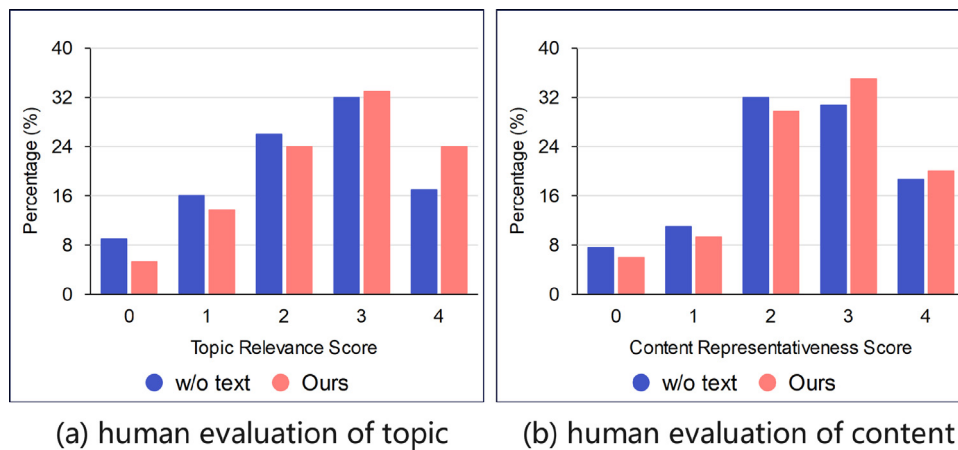 40
32
24
16
8
0
Percentage (%)
0 1 2 3 4
Topic Relevance Score
w/o text Ours
(a) human evaluation of topic
40
32
24
16
8
0
Percentage (%)
0 1 2 3 4
Content Representativeness Score
w/o text Ours
(b) human evaluation of content